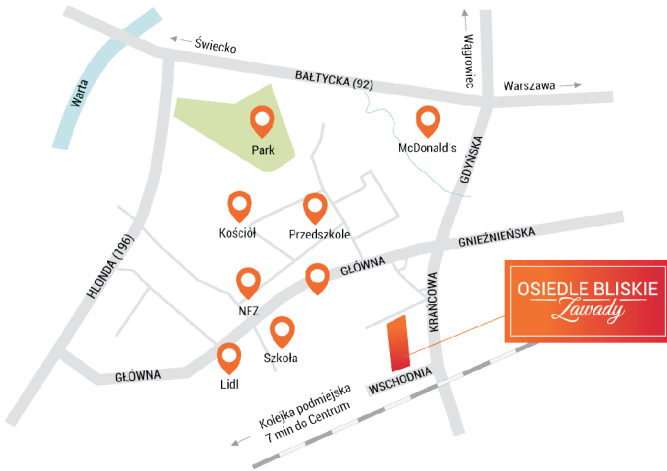 Świecko
Wągrowiec
BAŁTYCKA (92)
Warszawa
Warta
Park
McDonald s
GDYŃSKA
Kościół
Przedszkole
GNIEŹNIEŃSKA
HLONDA (196)
GŁÓWNA
NFZ
KRAŃCOWA
OSIEDLE BLISKIE
Zawady
Szkoła
Lidl
GŁÓWNA
WSCHODNIA
Kolejka podmiejska
7 min do Centrum